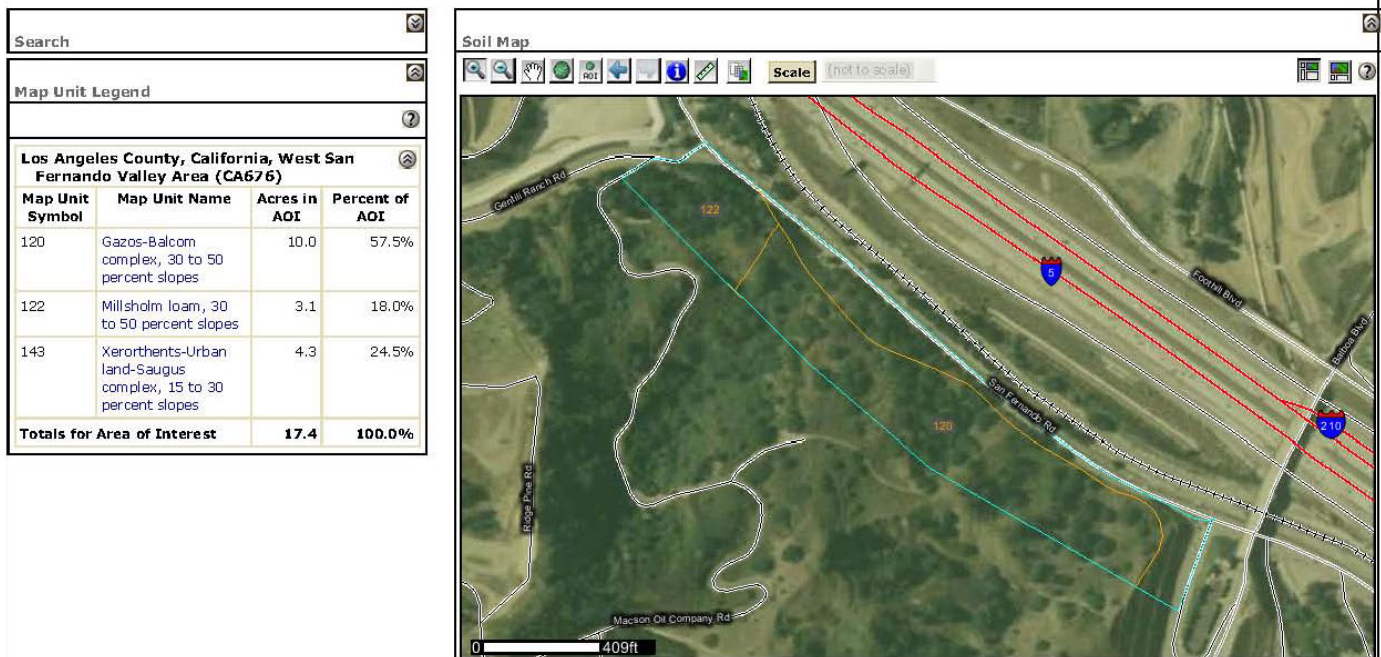 Search
Map Unit Legend
Los Angeles County, California, West San
Fernando Valley Area (CA676)
Map Unit Symbol Map Unit Name Acres in AOI Percent of AOI
120 Gazos-Balcom 10.0 57.5%
complex, 30 to 50
percent slopes
122 Millsholm loam, 30 3.1 18.0%
to 50 percent slopes
143 Xerorthents-Urban 4.3 24.5%
land-Saugus
complex, 15 to 30
percent slopes
Totals for Area of Interest 17.4 100.0%
Soil Map
AOI
Scale (not to scale)
Gentili Ranch Rd
122
5
Foothill Blvd
Balboa Blvd
San Fernando Rd
120
210
Ridge Pine Rd
Macson Oil Company Rd
0 409ft